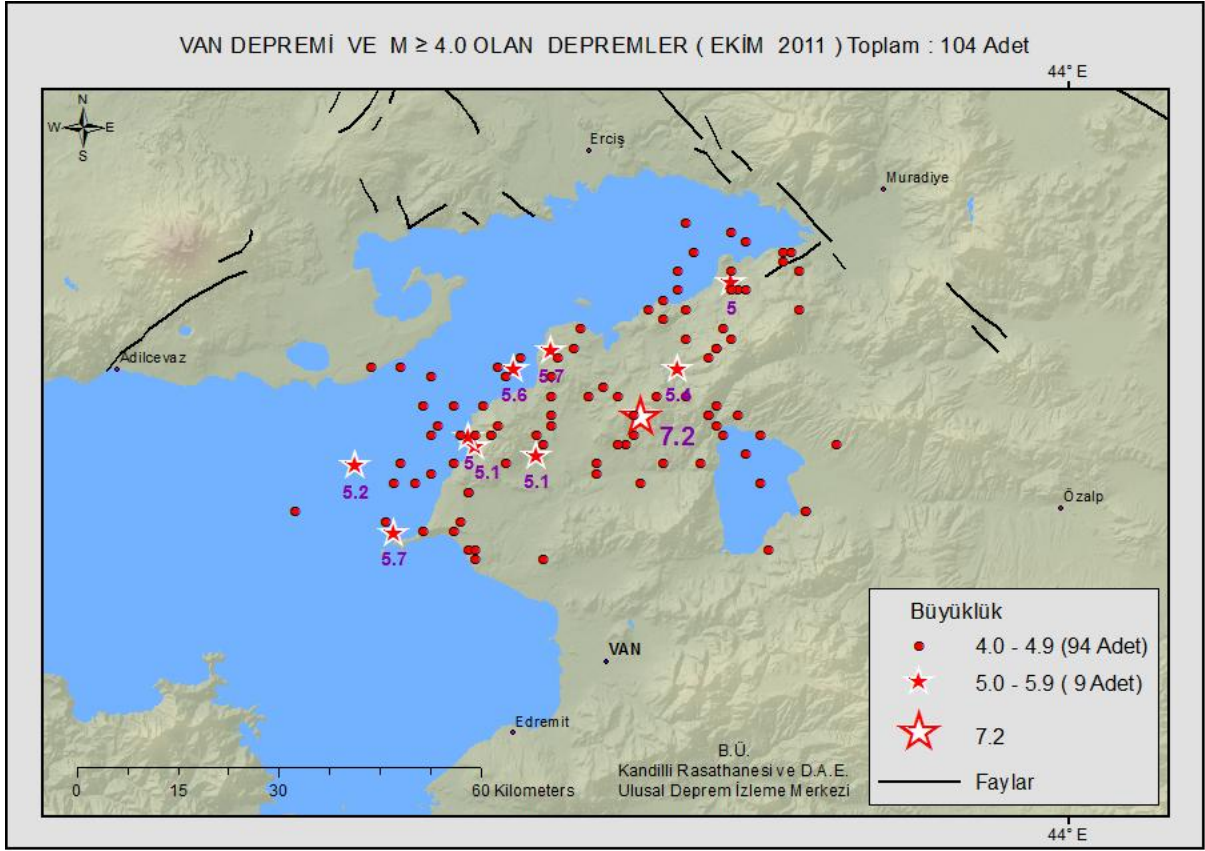 VAN DEPREMİ VE M ≥ 4.0 OLAN DEPREMLER ( EKİM 2011 ) Toplam : 104 Adet
44° E
N
W E
S
Erciş
Muradiye
5
Adilcevaz
5.7
5.6
5.4
7.2
5
5.1
5.1
5.2
Özalp
5.7
VAN
Edremit
Büyüklük
4.0 - 4.9 (94 Adet)
5.0 - 5.9 ( 9 Adet)
7.2
Faylar
B.Ü.
Kandilli Rasathanesi ve D.A.E.
Ulusal Deprem İzleme Merkezi
0 15 30 60 Kilometers
44° E